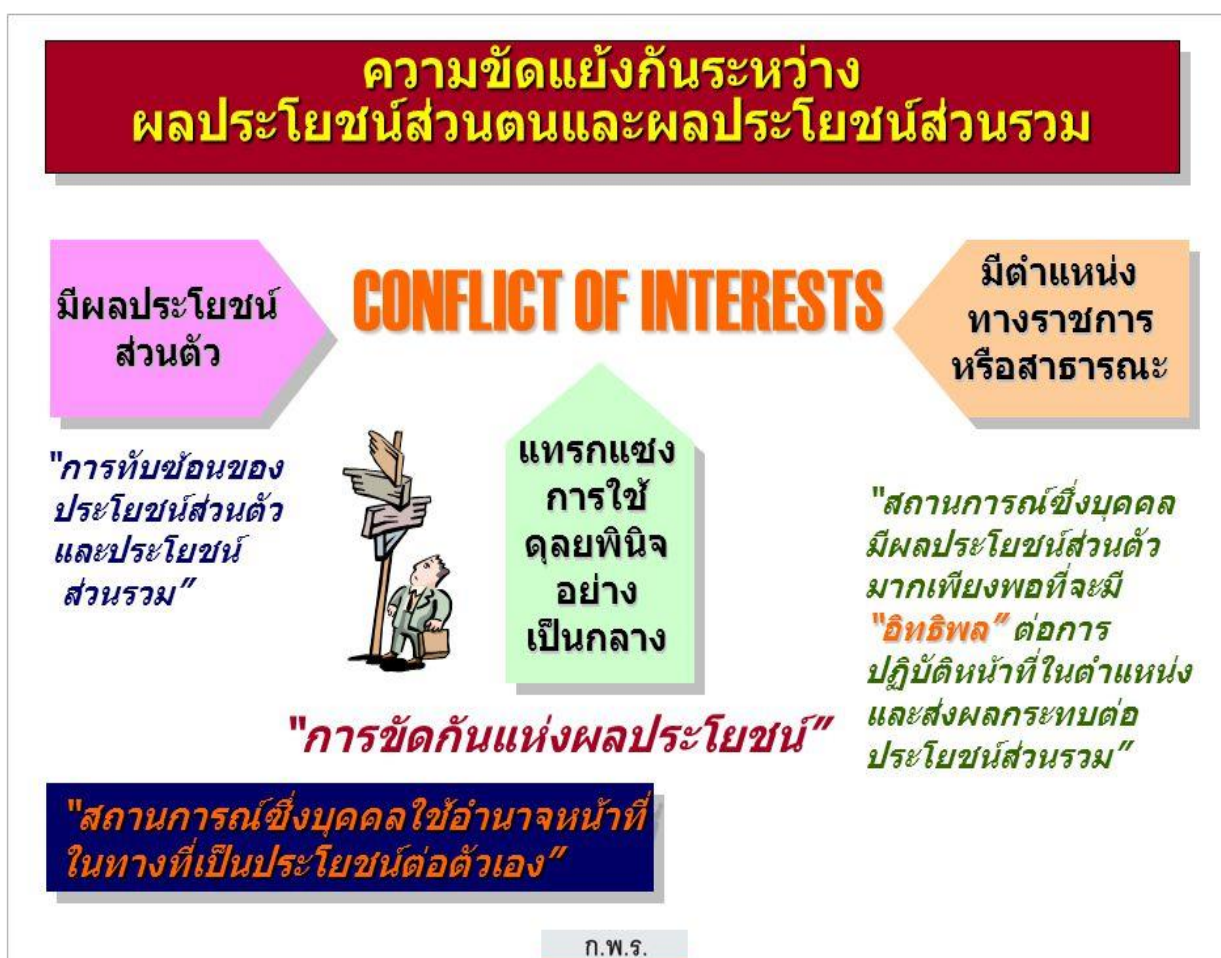 ความขัดแย้งกันระหว่าง
ผลประโยชน์ส่วนตนและผลประโยชน์ส่วนรวม
มีผลประโยชน์
ส่วนตัว
CONFLICT OF INTERESTS
มีตำแหน่ง
ทางราชการ
หรือสาธารณะ
"การทับซ้อนของ
ประโยชน์ส่วนตัว
และประโยชน์
ส่วนรวม"
แทรกแซง
การใช้
ดุลยพินิจ
อย่าง
เป็นกลาง
"สถานการณ์ซึ่งบุคคล
มีผลประโยชน์ส่วนตัว
มากเพียงพอที่จะมี
"อิทธิพล" ต่อการ
ปฏิบัติหน้าที่ในตำแหน่ง
และส่งผลกระทบต่อ
ประโยชน์ส่วนรวม"
"การขัดกันแห่งผลประโยชน์"
"สถานการณ์ซึ่งบุคคลใช้อำนาจหน้าที่
ในทางที่เป็นประโยชน์ต่อตัวเอง"
ก.พ.ร.